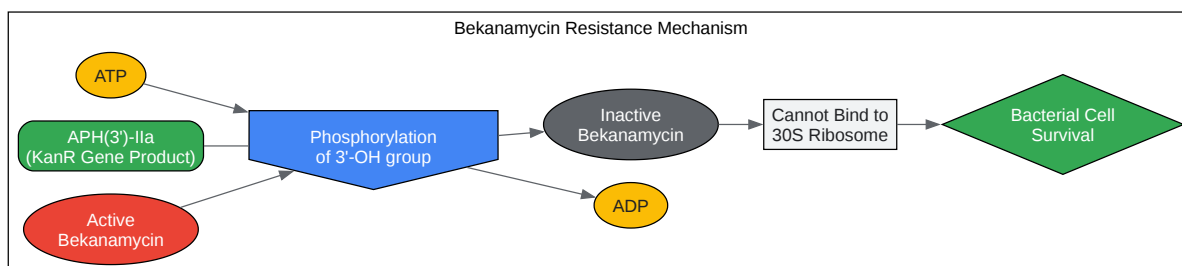 Bekanamycin Resistance Mechanism
ATP
APH(3')-IIa
(KanR Gene Product)
Active
Bekanamycin
Phosphorylation
of 3'-OH group
Inactive
Bekanamycin
ADP
Cannot Bind to
30S Ribosome
Bacterial Cell
Survival